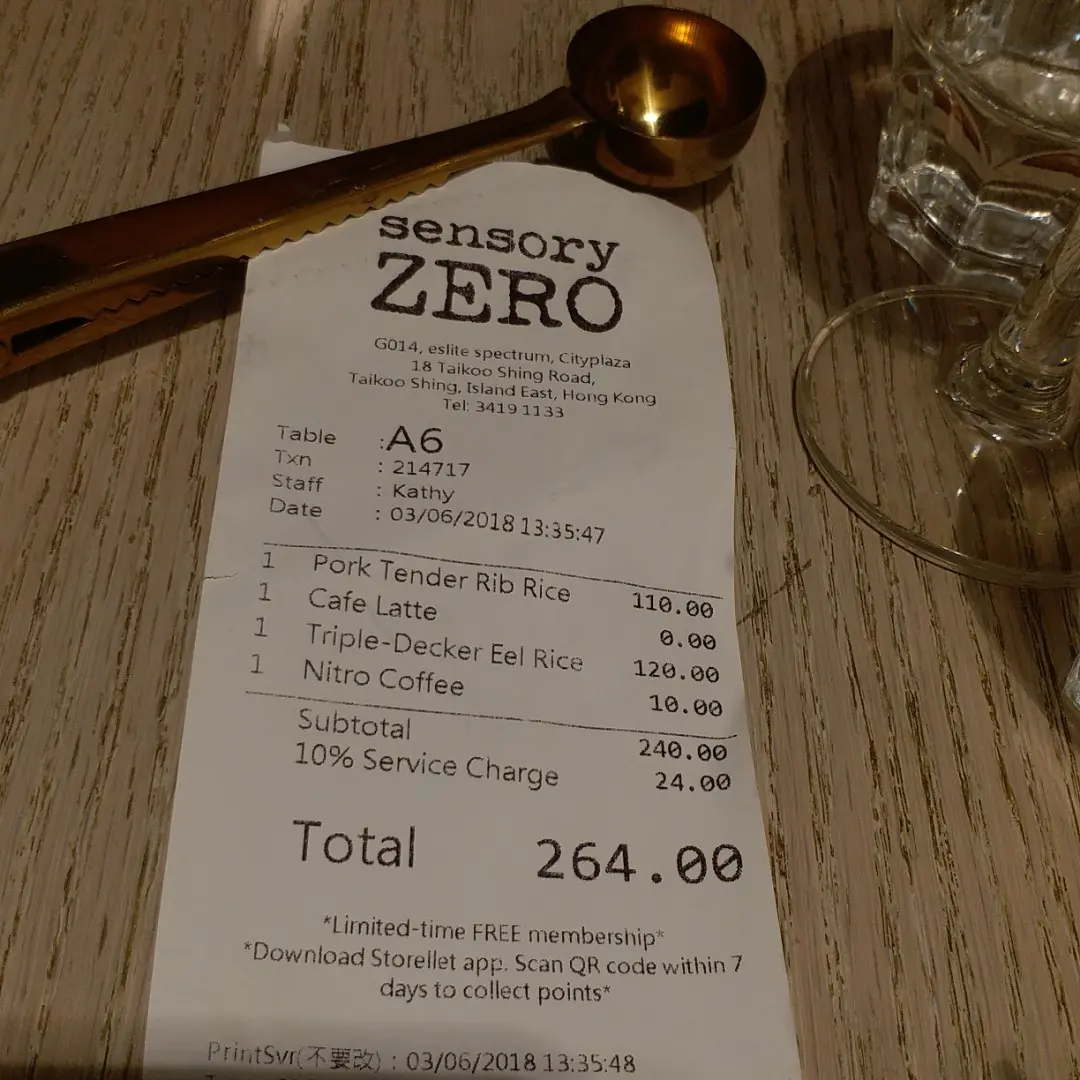 sensory
ZERO
G014, eslite spectrum, Cityplaza
18 Taikoo Shing Road,
Taikoo Shing, Island East, Hong Kong
Tel: 3419 1133
Table : A6
Txn : 214717
Staff : Kathy
Date : 03/06/2018 13:35:47
1 Pork Tender Rib Rice 110.00
1 Cafe Latte 0.00
1 Triple-Decker Eel Rice 120.00
1 Nitro Coffee 10.00
Subtotal 240.00
10% Service Charge 24.00
Total 264.00
*Limited-time FREE membership*
*Download Storellet app. Scan QR code within 7
days to collect points*
PrintSvr(不要改) : 03/06/2018 13:35:48